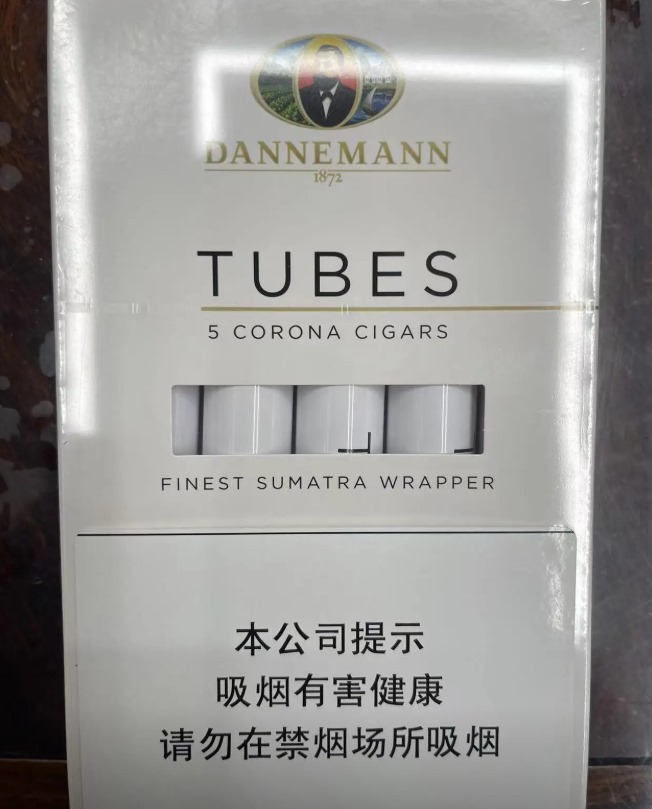 DANNEMANN
1872
TUBES
5 CORONA CIGARS
FINEST SUMATRA WRAPPER
本公司提示
吸烟有害健康
请勿在禁烟场所吸烟